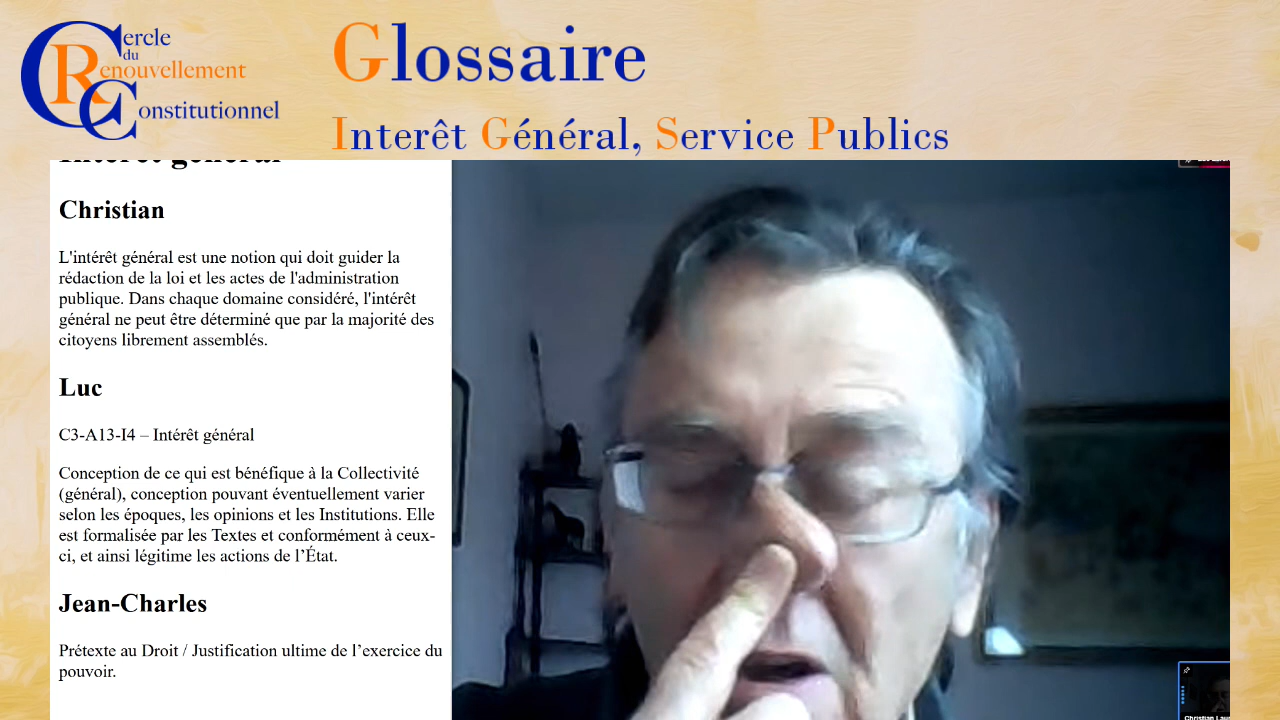 Cercle
du
Renouvellement
Constitutionnel
Glossaire
Interêt Général, Service Publics
Intérêt général
Christian
L'intérêt général est une notion qui doit guider la
rédaction de la loi et les actes de l'administration
publique. Dans chaque domaine considéré, l'intérêt
général ne peut être déterminé que par la majorité des
citoyens librement assemblés.
Luc
C3-A13-I4 – Intérêt général
Conception de ce qui est bénéfique à la Collectivité
(général), conception pouvant éventuellement varier
selon les époques, les opinions et les Institutions. Elle
est formalisée par les Textes et conformément à ceux-
ci, et ainsi légitime les actions de l’État.
Jean-Charles
Prétexte au Droit / Justification ultime de l’exercice du
pouvoir.
Christian